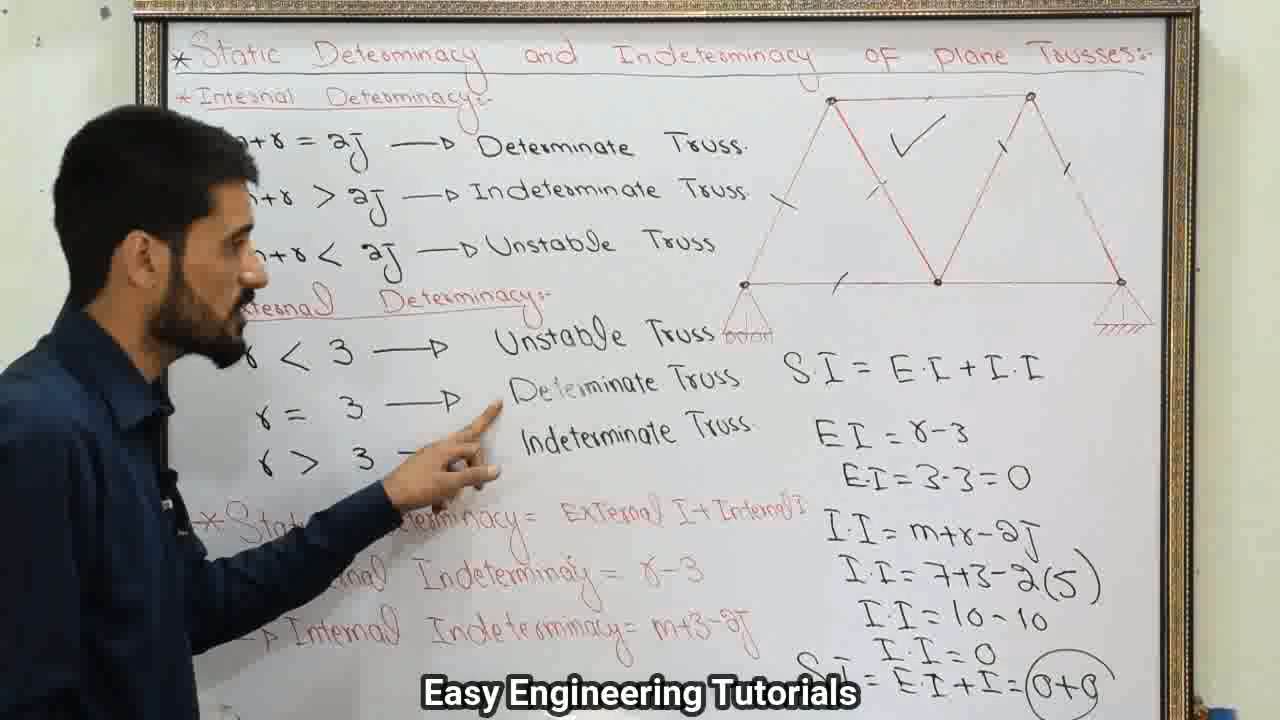 * Static Determinacy and Indeterminacy of plane Trusses:-
* Internal Determinacy:-
+r = 2J → Determinate Truss.
+r > 2J → Indeterminate Truss.
+r < 2J → Unstable Truss
Determinacy:-
r < 3 → Unstable Truss
r = 3 → Determinate Truss
r > 3 Indeterminate Truss.
* = External I + Internal I
Indeterminacy = r-3
→ Internal Indeterminacy = m+3-2J
S.I = E.I + I.I
EI = r-3
E.I = 3-3 = 0
I.I = m+r-2J
I.I = 7+3-2(5)
I.I = 10-10
I.I = 0
S.I = E.I + I = 0+0
Easy Engineering Tutorials